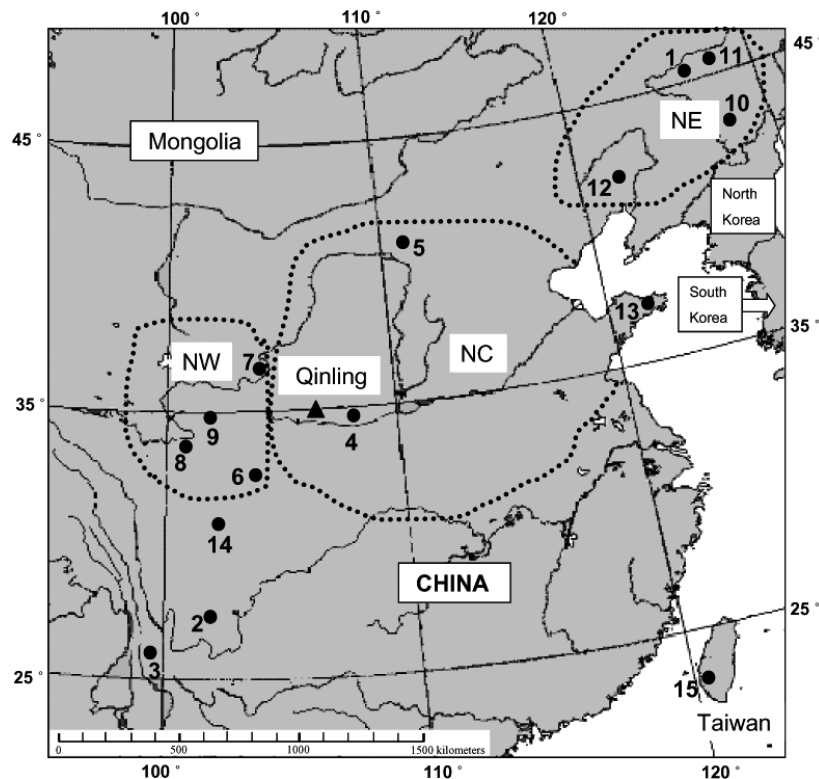 100 °
110 °
120 °
45 °
1
11
10
NE
45 °
Mongolia
12
North
Korea
5
South
Korea
13
NW
7
Qinling
NC
35 °
35 °
9
4
8
6
14
CHINA
2
25 °
3
25 °
15
Taiwan
0
500
1000
1500 kilometers
100 °
110 °
120 °